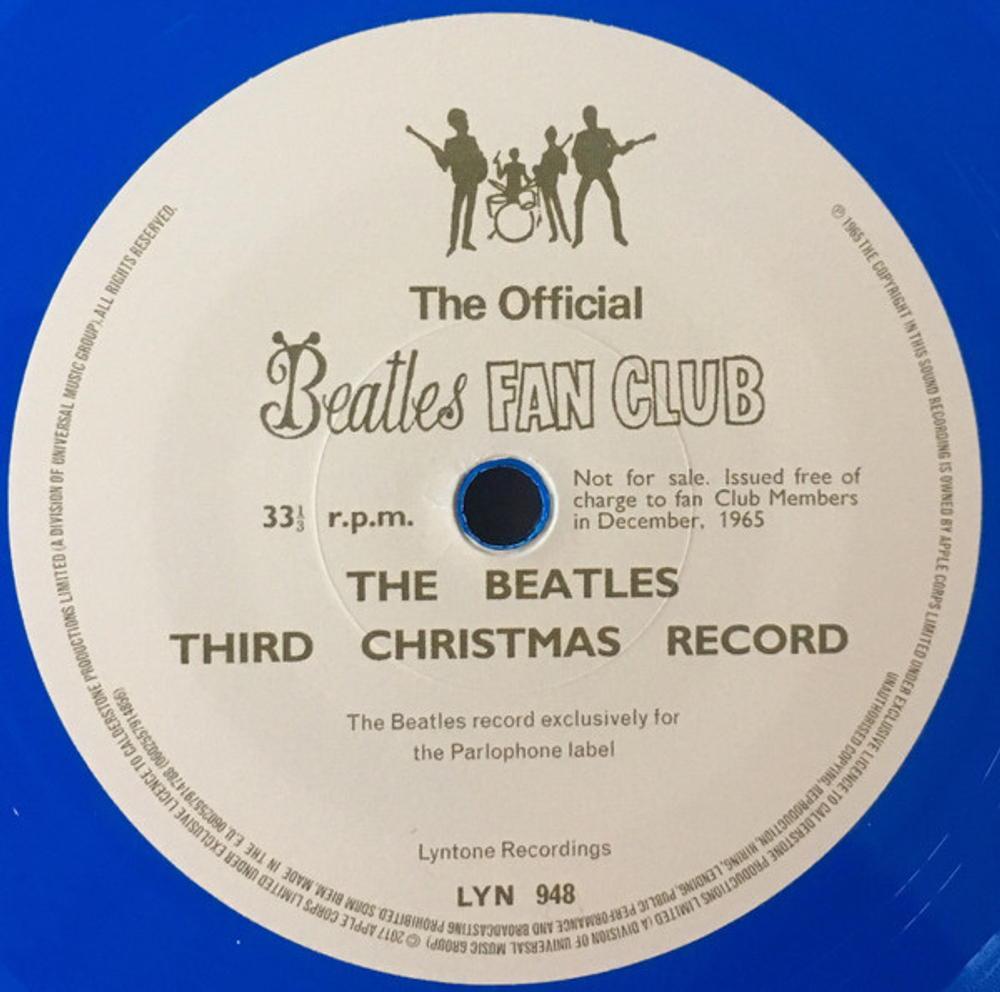 The Official
Beatles FAN CLUB
33⅓ r.p.m.
Not for sale. Issued free of
charge to fan Club Members
in December, 1965
THE BEATLES
THIRD CHRISTMAS RECORD
The Beatles record exclusively for
the Parlophone label
Lyntone Recordings
LYN 948
℗ 1965 THE COPYRIGHT IN THIS SOUND RECORDING IS OWNED BY APPLE CORPS LIMITED UNDER EXCLUSIVE LICENCE TO CALDERSTONE PRODUCTIONS LIMITED (A DIVISION OF UNIVERSAL MUSIC GROUP) © 2017 APPLE CORPS LIMITED UNDER EXCLUSIVE LICENCE TO CALDERSTONE PRODUCTIONS LIMITED (A DIVISION OF UNIVERSAL MUSIC GROUP). ALL RIGHTS RESERVED.
UNAUTHORISED COPYING, REPRODUCTION, HIRING, LENDING, PUBLIC PERFORMANCE AND BROADCASTING PROHIBITED. SDRM BIEM. MADE IN THE E.U. 0602557914788 (0602557914856)